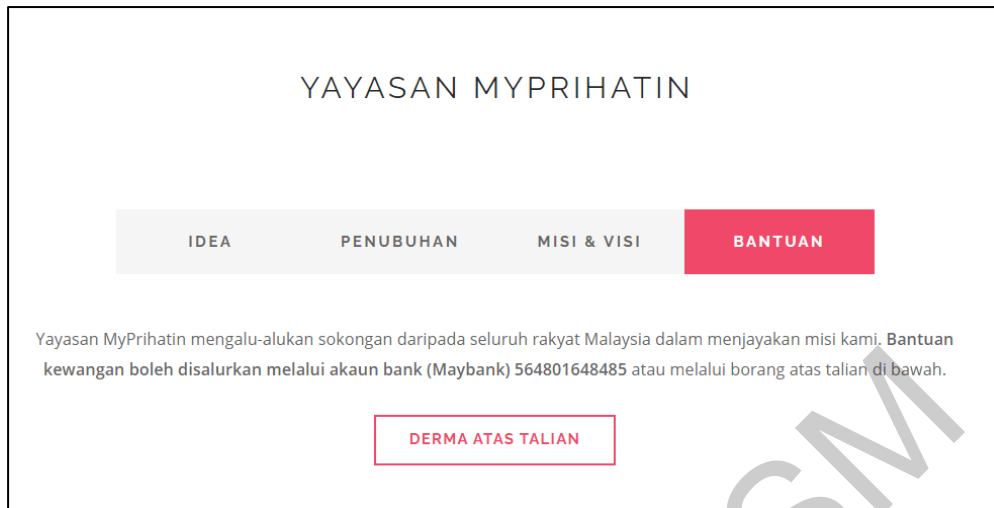 YAYASAN MYPRIHATIN
IDEA PENUBUHAN MISI & VISI BANTUAN
Yayasan MyPrihatin mengalu-alukan sokongan daripada seluruh rakyat Malaysia dalam menjayakan misi kami. Bantuan
kewangan boleh disalurkan melalui akaun bank (Maybank) 564801648485 atau melalui borang atas talian di bawah.
DERMA ATAS TALIAN
SM